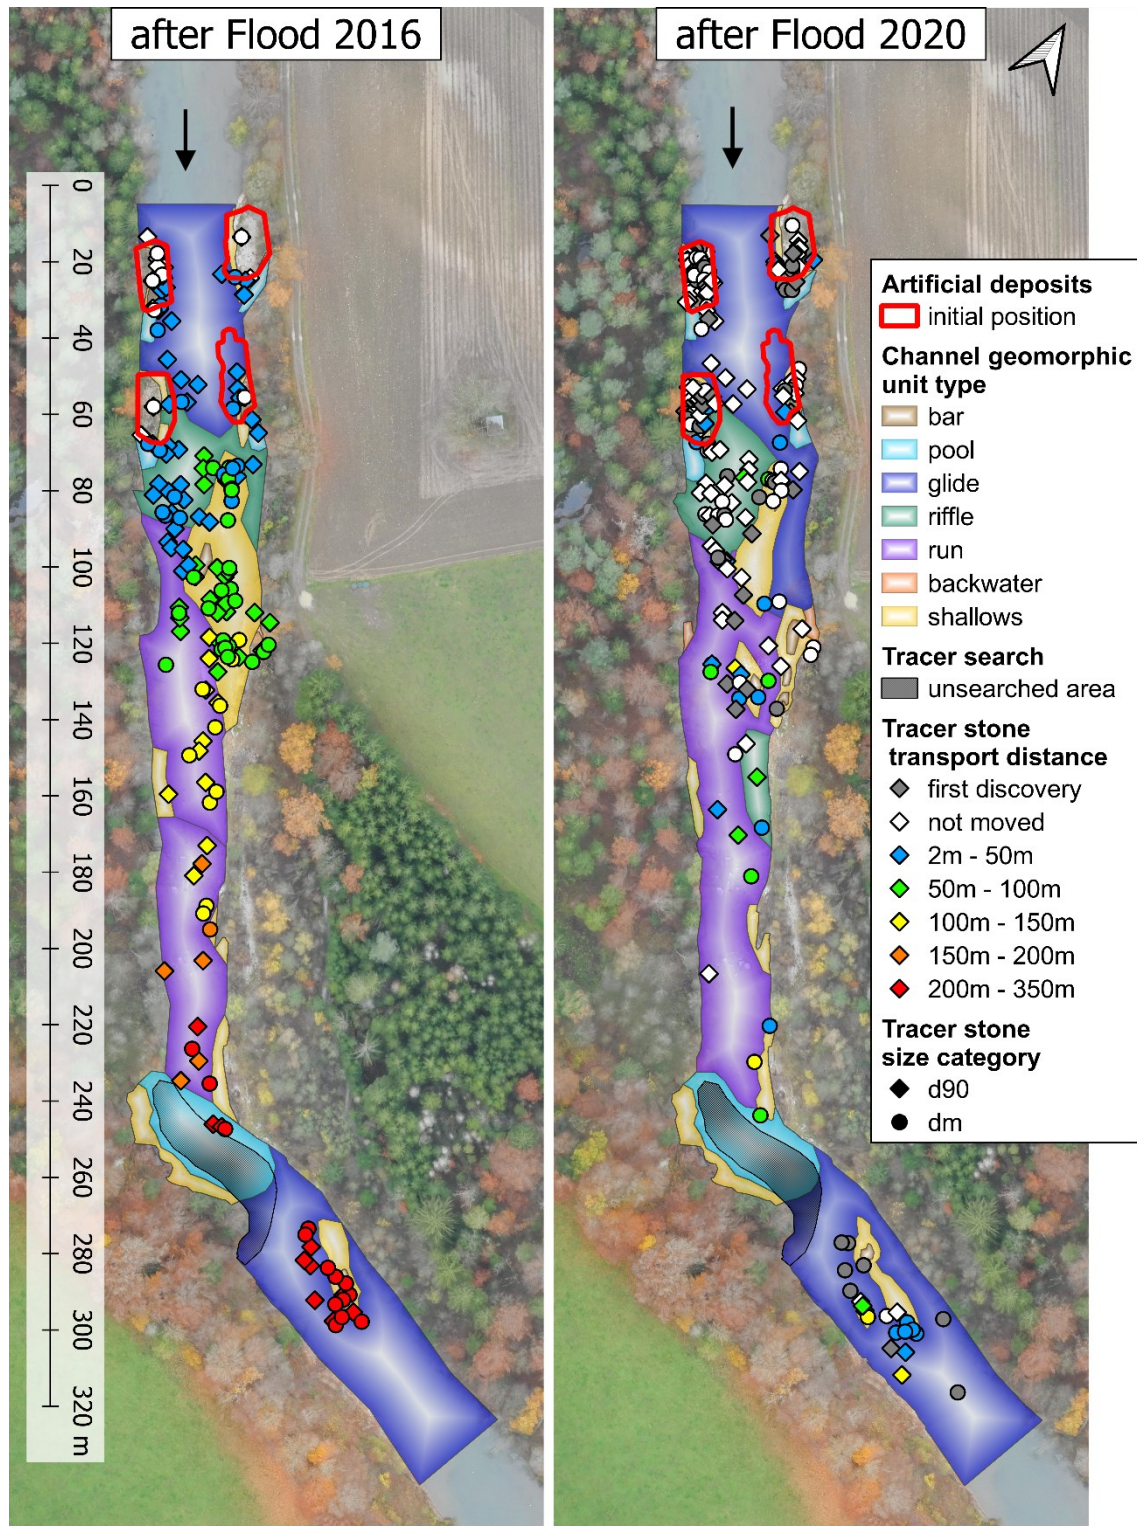 after Flood 2016
after Flood 2020
0
20
40
60
80
100
120
140
160
180
200
220
240
260
280
300
320 m
Artificial deposits
initial position
Channel geomorphic
unit type
bar
pool
glide
riffle
run
backwater
shallows
Tracer search
unsearched area
Tracer stone
transport distance
first discovery
not moved
2m - 50m
50m - 100m
100m - 150m
150m - 200m
200m - 350m
Tracer stone
size category
d90
dm